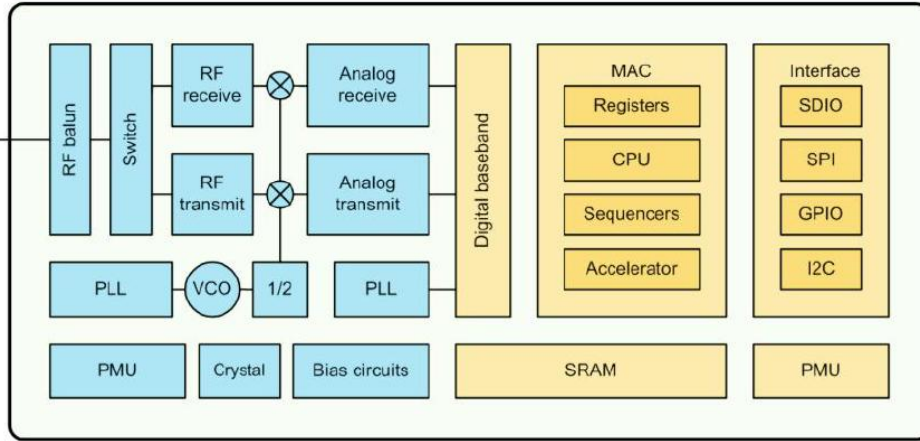 RF balun
Switch
RF
receive
Analog
receive
RF
transmit
Analog
transmit
PLL
VCO
1/2
PLL
Digital baseband
MAC
Registers
CPU
Sequencers
Accelerator
Interface
SDIO
SPI
GPIO
I2C
PMU
Crystal
Bias circuits
SRAM
PMU